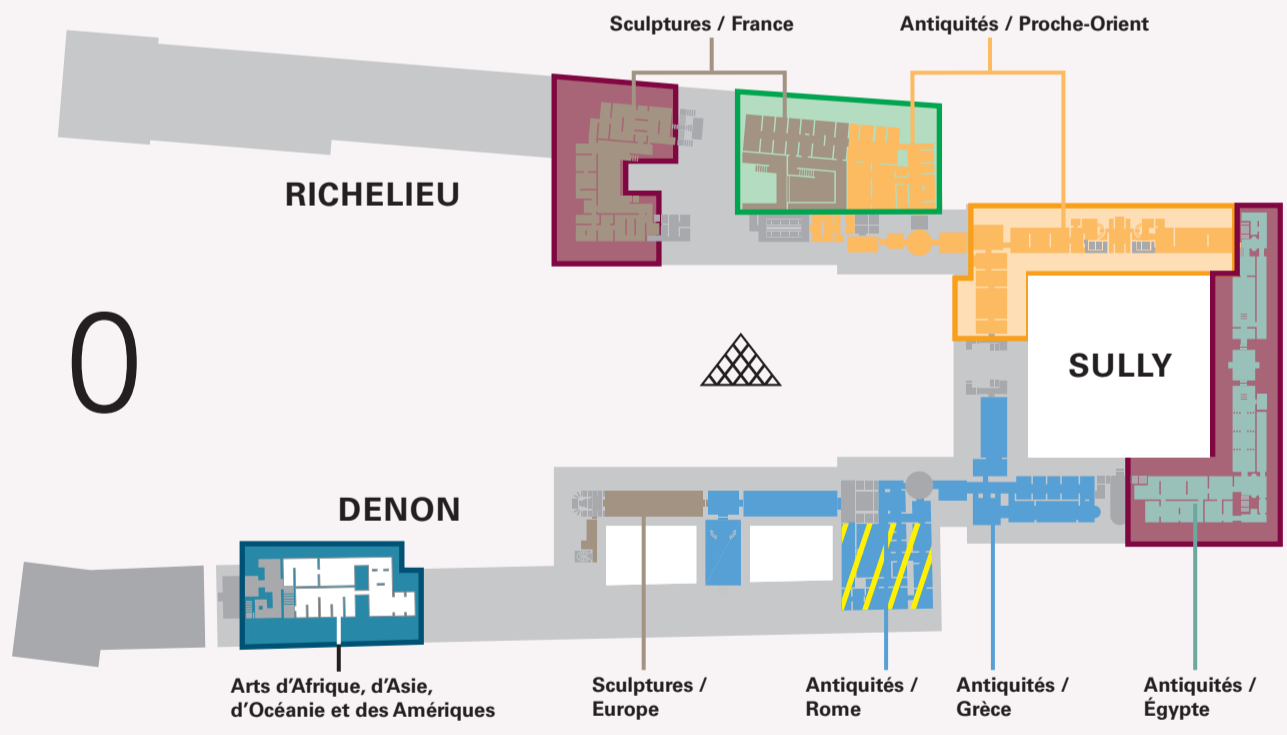 Sculptures / France
Antiquités / Proche-Orient
RICHELIEU
0
SULLY
DENON
Arts d'Afrique, d'Asie,
d'Océanie et des Amériques
Sculptures /
Europe
Antiquités /
Rome
Antiquités /
Grèce
Antiquités /
Égypte